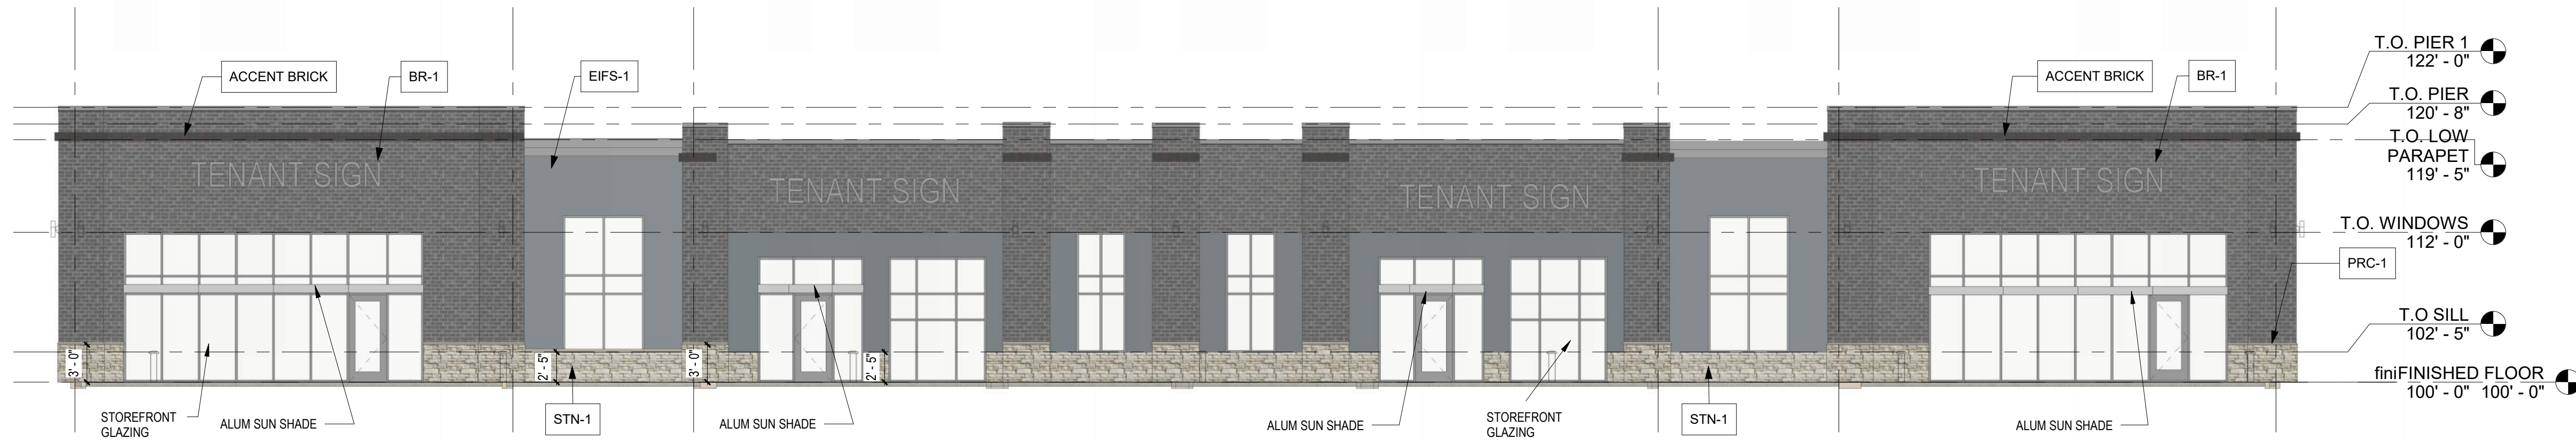 T.O. PIER 1
122' - 0"
ACCENT BRICK
BR-1
EIFS-1
ACCENT BRICK
BR-1
T.O. PIER
120' - 8"
T.O. LOW
PARAPET
119' - 5"
TENANT SIGN
TENANT SIGN
TENANT SIGN
TENANT SIGN
T.O. WINDOWS
112' - 0"
PRC-1
T.O SILL
102' - 5"
3' - 0"
2' - 5"
3' - 0"
2' - 5"
finiFINISHED FLOOR
100' - 0" 100' - 0"
STOREFRONT
GLAZING
ALUM SUN SHADE
STN-1
ALUM SUN SHADE
ALUM SUN SHADE
STOREFRONT
GLAZING
STN-1
ALUM SUN SHADE